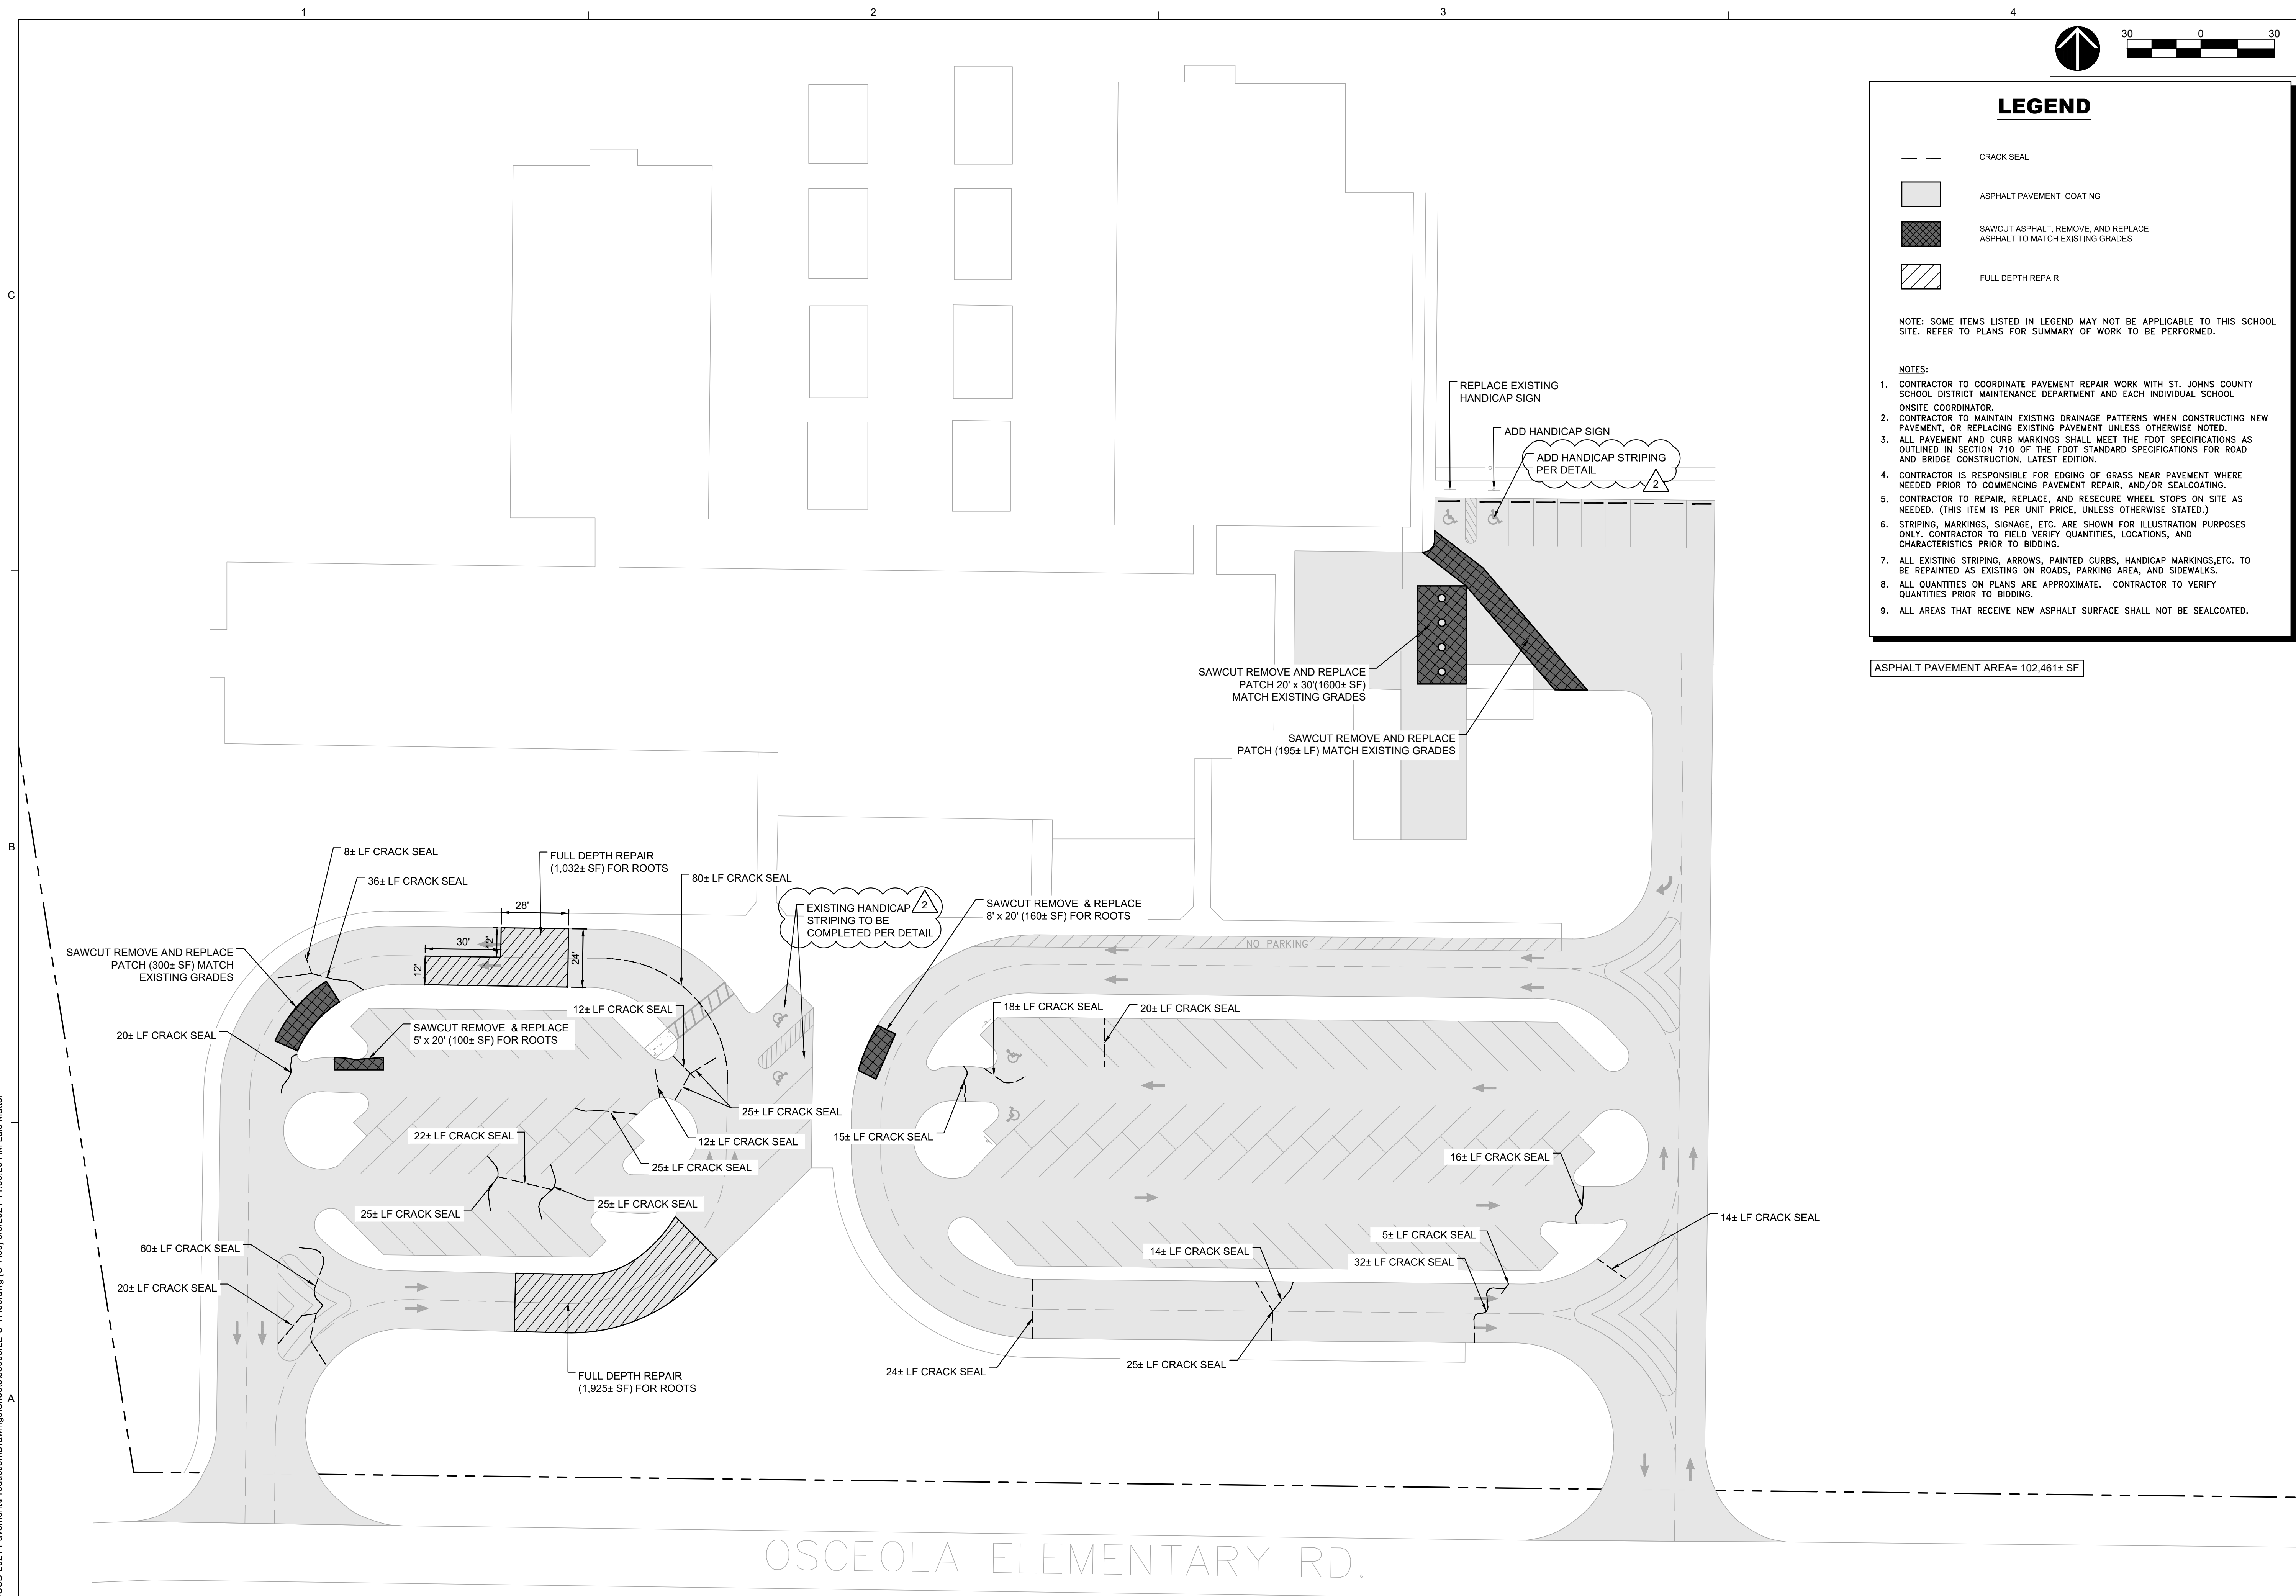 1
2
3
4
C
B
A
30 0 30
LEGEND
CRACK SEAL
ASPHALT PAVEMENT COATING
SAWCUT ASPHALT, REMOVE, AND REPLACE
ASPHALT TO MATCH EXISTING GRADES
FULL DEPTH REPAIR
NOTE: SOME ITEMS LISTED IN LEGEND MAY NOT BE APPLICABLE TO THIS SCHOOL
SITE. REFER TO PLANS FOR SUMMARY OF WORK TO BE PERFORMED.
NOTES:
1. CONTRACTOR TO COORDINATE PAVEMENT REPAIR WORK WITH ST. JOHNS COUNTY
SCHOOL DISTRICT MAINTENANCE DEPARTMENT AND EACH INDIVIDUAL SCHOOL
ONSITE COORDINATOR.
2. CONTRACTOR TO MAINTAIN EXISTING DRAINAGE PATTERNS WHEN CONSTRUCTING NEW
PAVEMENT, OR REPLACING EXISTING PAVEMENT UNLESS OTHERWISE NOTED.
3. ALL PAVEMENT AND CURB MARKINGS SHALL MEET THE FDOT SPECIFICATIONS AS
OUTLINED IN SECTION 710 OF THE FDOT STANDARD SPECIFICATIONS FOR ROAD
AND BRIDGE CONSTRUCTION, LATEST EDITION.
4. CONTRACTOR IS RESPONSIBLE FOR EDGING OF GRASS NEAR PAVEMENT WHERE
NEEDED PRIOR TO COMMENCING PAVEMENT REPAIR, AND/OR SEALCOATING.
5. CONTRACTOR TO REPAIR, REPLACE, AND RESECURE WHEEL STOPS ON SITE AS
NEEDED. (THIS ITEM IS PER UNIT PRICE, UNLESS OTHERWISE STATED.)
6. STRIPING, MARKINGS, SIGNAGE, ETC. ARE SHOWN FOR ILLUSTRATION PURPOSES
ONLY. CONTRACTOR TO FIELD VERIFY QUANTITIES, LOCATIONS, AND
CHARACTERISTICS PRIOR TO BIDDING.
7. ALL EXISTING STRIPING, ARROWS, PAINTED CURBS, HANDICAP MARKINGS,ETC. TO
BE REPAINTED AS EXISTING ON ROADS, PARKING AREA, AND SIDEWALKS.
8. ALL QUANTITIES ON PLANS ARE APPROXIMATE. CONTRACTOR TO VERIFY
QUANTITIES PRIOR TO BIDDING.
9. ALL AREAS THAT RECEIVE NEW ASPHALT SURFACE SHALL NOT BE SEALCOATED.
ASPHALT PAVEMENT AREA= 102,461± SF
REPLACE EXISTING
HANDICAP SIGN
ADD HANDICAP SIGN
ADD HANDICAP STRIPING
PER DETAIL
2
SAWCUT REMOVE AND REPLACE
PATCH 20' x 30'(1600± SF)
MATCH EXISTING GRADES
SAWCUT REMOVE AND REPLACE
PATCH (195± LF) MATCH EXISTING GRADES
8± LF CRACK SEAL
36± LF CRACK SEAL
FULL DEPTH REPAIR
(1,032± SF) FOR ROOTS
80± LF CRACK SEAL
28'
30'
12'
12'
24'
EXISTING HANDICAP
STRIPING TO BE
COMPLETED PER DETAIL
2
SAWCUT REMOVE & REPLACE
8' x 20' (160± SF) FOR ROOTS
NO PARKING
SAWCUT REMOVE AND REPLACE
PATCH (300± SF) MATCH
EXISTING GRADES
20± LF CRACK SEAL
SAWCUT REMOVE & REPLACE
5' x 20' (100± SF) FOR ROOTS
12± LF CRACK SEAL
18± LF CRACK SEAL
20± LF CRACK SEAL
25± LF CRACK SEAL
12± LF CRACK SEAL
15± LF CRACK SEAL
22± LF CRACK SEAL
25± LF CRACK SEAL
16± LF CRACK SEAL
25± LF CRACK SEAL
25± LF CRACK SEAL
14± LF CRACK SEAL
60± LF CRACK SEAL
5± LF CRACK SEAL
14± LF CRACK SEAL
32± LF CRACK SEAL
20± LF CRACK SEAL
24± LF CRACK SEAL
25± LF CRACK SEAL
FULL DEPTH REPAIR
(1,925± SF) FOR ROOTS
OSCEOLA ELEMENTARY RD.